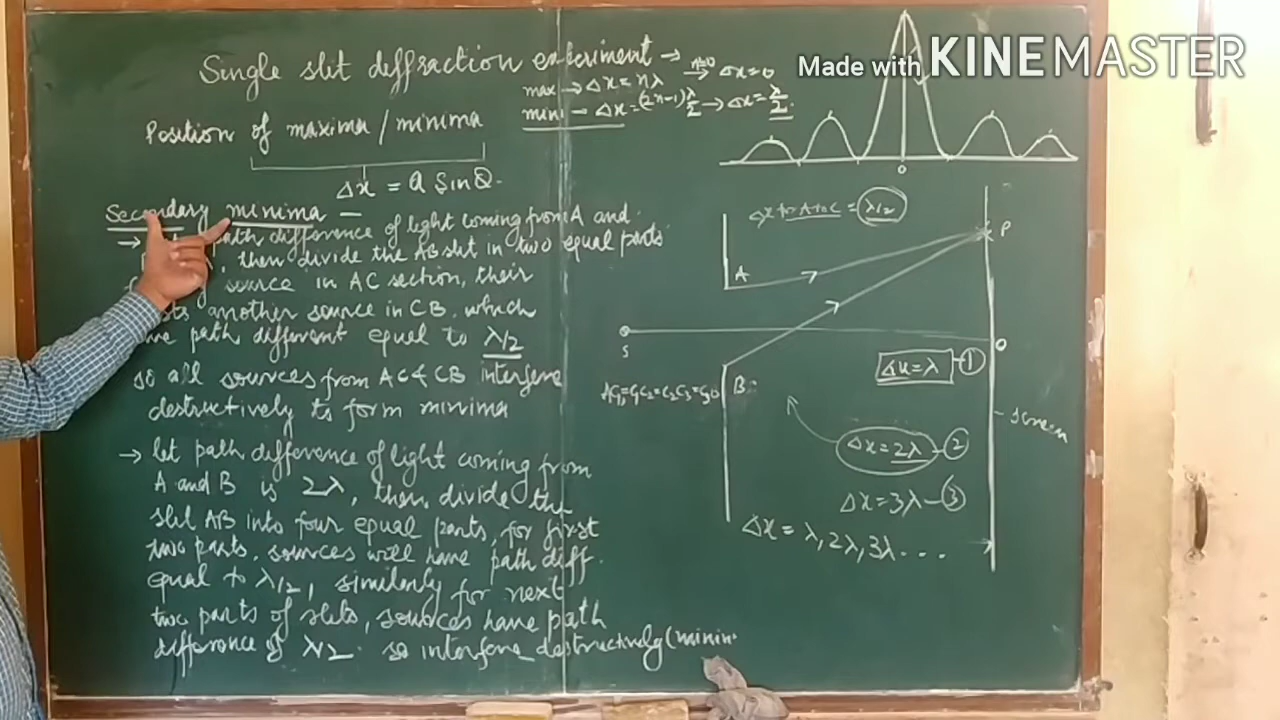 Single slit diffraction experiment →
max → Δx = nλ n=0 → Δx = 0
mini → Δx = (2n-1) λ/2 → Δx = λ/2
Position of maxima / minima
Δx = a Sin Q.
Secondary minima —
→ path difference of light coming from A and
, then divide the AB slit in two equal parts
source in AC section, their
another source in CB. which
path different equal to λ/2
so all sources from AC & CB interfere
destructively to form minima
→ let path difference of light coming from
A and B is 2λ, then divide the
slit AB into four equal parts, for first
two parts, sources will have path diff.
equal to λ/2, similarly for next
two parts of slits, sources have path
difference of λ/2. so interfere destructively (minim
Made with KINEMASTER
0
Δx for A to C = λ/2
P
A
S
O
Δx = λ — 1
B
- screen
Δx = 2λ — 2
Δx = 3λ — 3
Δx = λ, 2λ, 3λ . . .